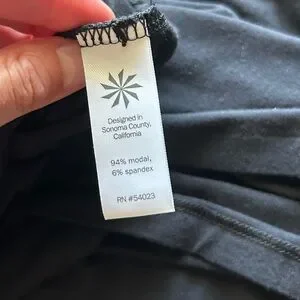 Designed in
Sonoma County,
California
94% modal,
6% spandex
RN #54023